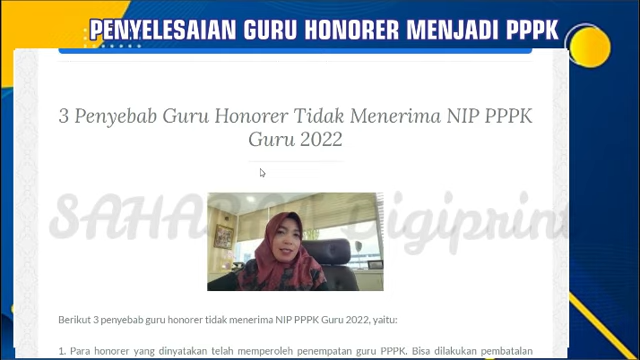 PENYELESAIAN GURU HONORER MENJADI PPPK
3 Penyebab Guru Honorer Tidak Menerima NIP PPPK
Guru 2022
SAHABAT Digiprint
Berikut 3 penyebab guru honorer tidak menerima NIP PPPK Guru 2022, yaitu:
1. Para honorer yang dinyatakan telah memperoleh penempatan guru PPPK. Bisa dilakukan pembatalan